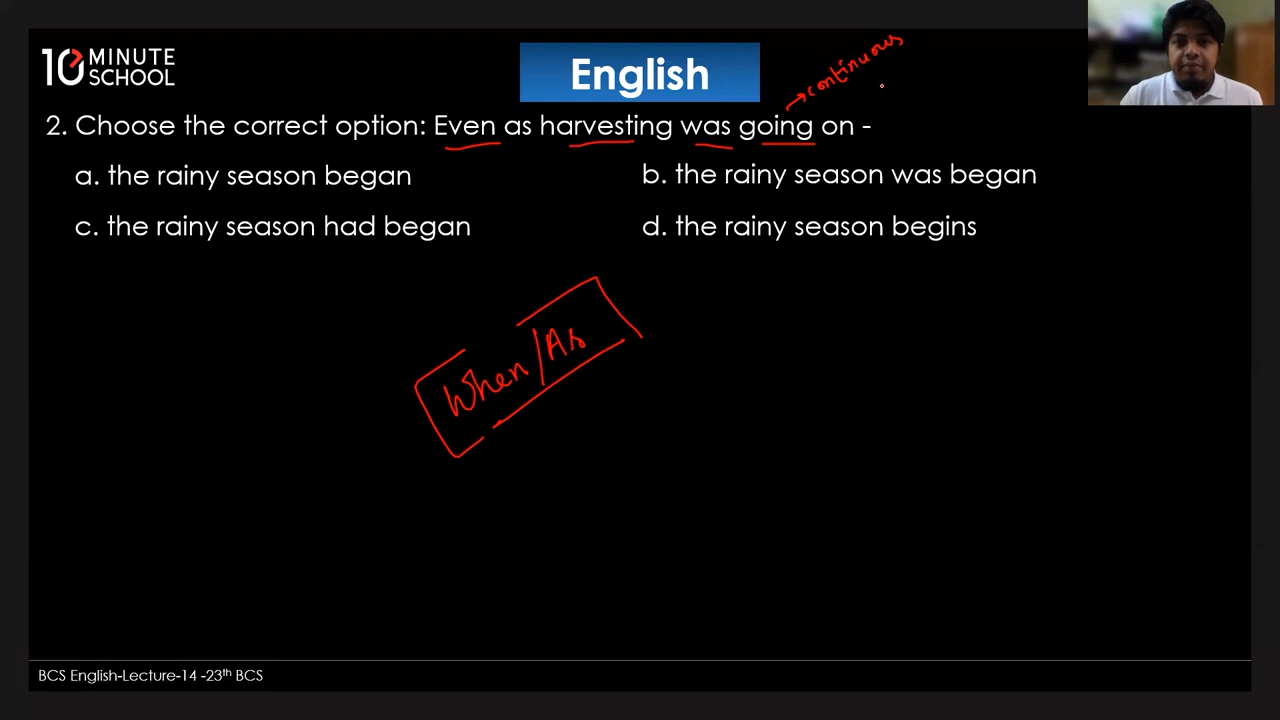 10 MINUTE SCHOOL
English
→continuous
2. Choose the correct option: Even as harvesting was going on -
a. the rainy season began
b. the rainy season was began
c. the rainy season had began
d. the rainy season begins
When/As
BCS English-Lecture-14 -23th BCS